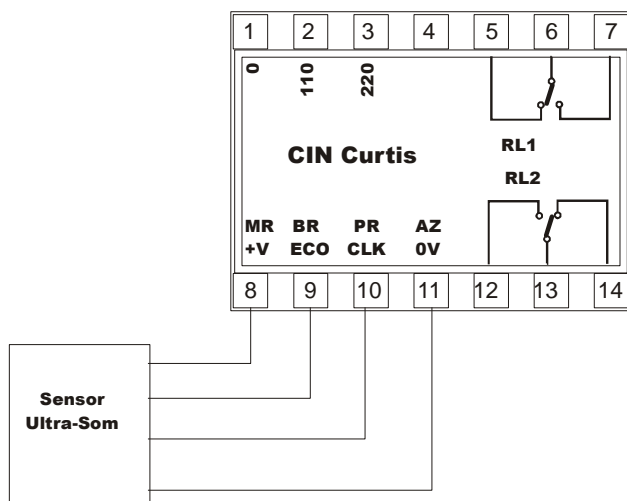 1 2 3 4 5 6 7
0 110 220
CIN Curtis
RL1
RL2
MR BR PR AZ
+V ECO CLK 0V
8 9 10 11 12 13 14
Sensor
Ultra-Som